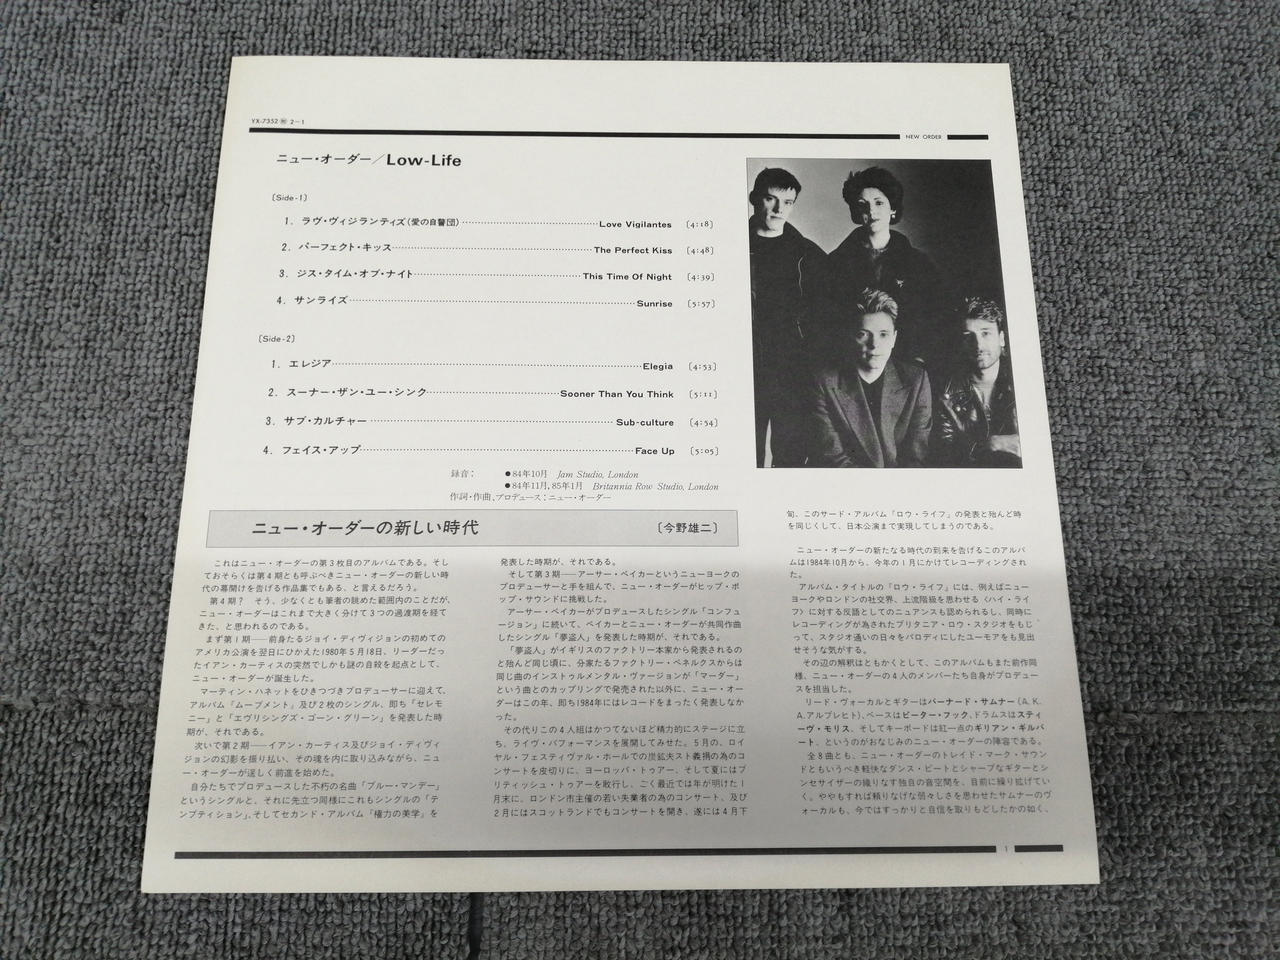 YX-7352 ㊞ 2-1
NEW ORDER
ニュー・オーダー／Low-Life
〔Side-1〕
1. ラヴ・ヴィジランティズ(愛の自警団) Love Vigilantes 〔4:18〕
2. パーフェクト・キッス The Perfect Kiss 〔4:48〕
3. ジス・タイム・オブ・ナイト This Time Of Night 〔4:39〕
4. サンライズ Sunrise 〔5:57〕
〔Side-2〕
1. エレジア Elegia 〔4:53〕
2. スーナー・ザン・ユー・シンク Sooner Than You Think 〔5:11〕
3. サブ・カルチャー Sub-culture 〔4:54〕
4. フェイス・アップ Face Up 〔5:05〕
録音： ●84年10月 Jam Studio, London
●84年11月, 85年1月 Britannia Row Studio, London
作詞・作曲、プロデュース：ニュー・オーダー
ニュー・オーダーの新しい時代 〔今野雄二〕
これはニュー・オーダーの第3枚目のアルバムである。そし
ておそらくは第4期とも呼ぶべきニュー・オーダーの新しい時
代の幕開けを告げる作品集でもある、と言えるだろう。
第4期？ そう、少なくとも筆者の眺めた範囲内のことだが、
ニュー・オーダーはこれまで大きく分けて3つの過渡期を経て
きた、と思われるのである。
まず第1期――前身たるジョイ・ディヴィジョンの初めての
アメリカ公演を翌日にひかえた1980年5月18日、リーダーだっ
たイアン・カーティスの突然でしかも謎の自殺を起点として、
ニュー・オーダーが誕生した。
マーティン・ハネットをひきつづきプロデューサーに迎えて、
アルバム『ムーブメント』及び2枚のシングル、即ち「セレモ
ニー」と「エヴリシングズ・ゴーン・グリーン」を発表した時
期が、それである。
次いで第2期――イアン・カーティス及びジョイ・ディヴィ
ジョンの幻影を振り払い、その魂を内に取り込みながら、ニュ
ー・オーダーが逞しく前進を始めた。
自分たちでプロデュースした不朽の名曲「ブルー・マンデー」
というシングルと、それに先立つ同様にこれもシングルの「テ
ンプティション」、そしてセカンド・アルバム『権力の美学』を
発表した時期が、それである。
そして第3期――アーサー・ベイカーというニューヨークの
プロデューサーと手を組んで、ニュー・オーダーがヒップ・ポ
ップ・サウンドに挑戦した。
アーサー・ベイカーがプロデュースしたシングル「コンフュ
ージョン」に続いて、ベイカーとニュー・オーダーが共同作曲
したシングル「夢盗人」を発表した時期が、それである。
「夢盗人」がイギリスのファクトリー本家から発表されるの
と殆んど同じ頃に、分家たるファクトリー・ベネルクスからは
同じ曲のインストゥルメンタル・ヴァージョンが「マーダー」
という曲とのカップリングで発売された以外に、ニュー・オー
ダーはこの年、即ち1984年にはレコードをまったく発表しなか
った。
その代りこの4人組はかつてないほど精力的にステージに立
ち、ライヴ・パフォーマンスを展開してみせた。5月の、ロイ
ヤル・フェスティヴァル・ホールでの炭鉱夫スト義捐の為のコ
ンサートを皮切りに、ヨーロッパ・トゥアー、そして夏にはブ
リティッシュ・トゥアーを敢行し、ごく最近では年が明けた1
月末に、ロンドン市主催の若い失業者の為のコンサート、及び
2月にはスコットランドでもコンサートを開き、遂には4月下
旬、このサード・アルバム『ロウ・ライフ』の発表と殆んど時
を同じくして、日本公演まで実現してしまうのである。
ニュー・オーダーの新たなる時代の到来を告げるこのアルバ
ムは1984年10月から、今年の1月にかけてレコーディングされ
た。
アルバム・タイトルの『ロウ・ライフ』には、例えばニュー
ヨークやロンドンの社交界、上流階級を思わせる〈ハイ・ライ
フ〉に対する反語としてのニュアンスも認められるし、同時に
レコーディングが為されたブリタニア・ロウ・スタジオをもじ
って、スタジオ通いの日々をパロディにしたユーモアをも見出
せそうな気がする。
その辺の解釈はともかくとして、このアルバムもまた前作同
様、ニュー・オーダーの4人のメンバーたち自身がプロデュー
スを担当した。
リード・ヴォーカルとギターはバーナード・サムナー(A. K.
A. アルブレヒト)、ベースはピーター・フック、ドラムスはスティ
ーヴ・モリス、そしてキーボードは紅一点のギリアン・ギルバ
ート、というのがおなじみのニュー・オーダーの陣容である。
全8曲とも、ニュー・オーダーのトレイド・マーク・サウン
ドともいうべき軽快なダンス・ビートとシャープなギターとシ
ンセサイザーの織りなす独自の音空間を、目前に繰り拡げてい
く。ややもすれば頼りなげな弱々しさを思わせたサムナーのヴ
ォーカルも、今ではすっかりと自信を取りもどしたかの如く、
1